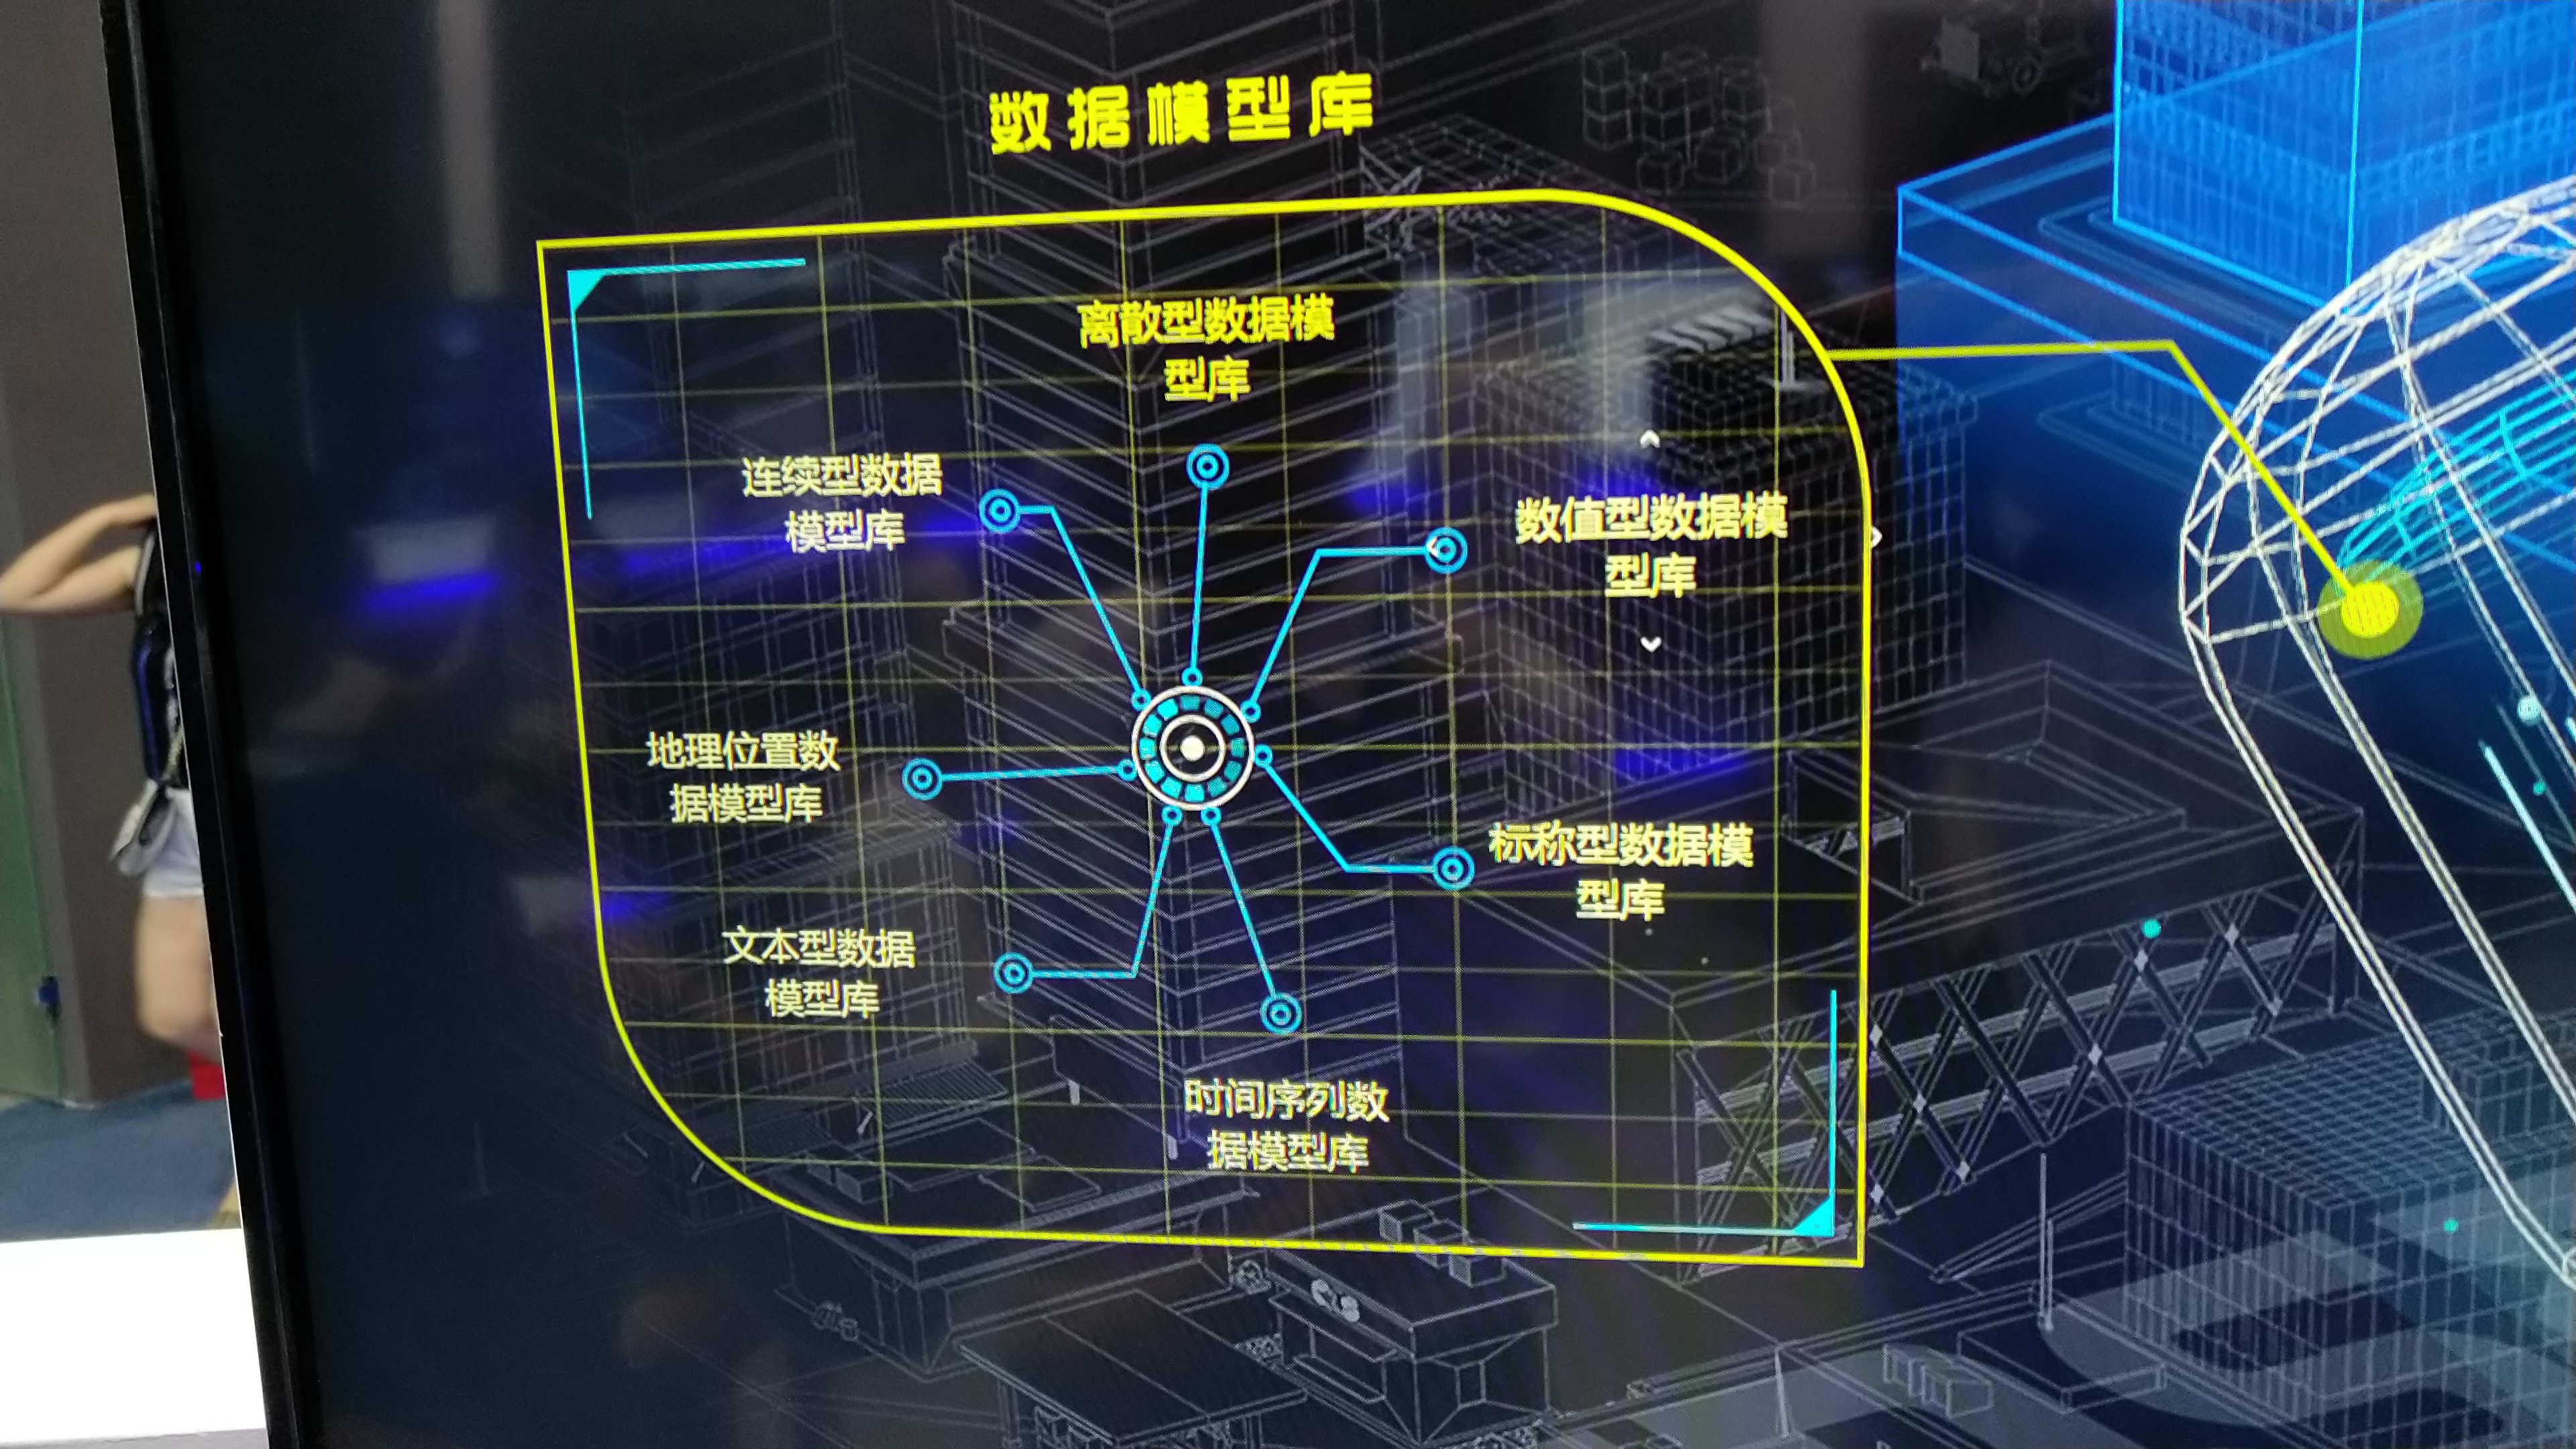 数据模型库
离散型数据模
型库
连续型数据
模型库
数值型数据模
型库
地理位置数
据模型库
标称型数据模
型库
文本型数据
模型库
时间序列数
据模型库